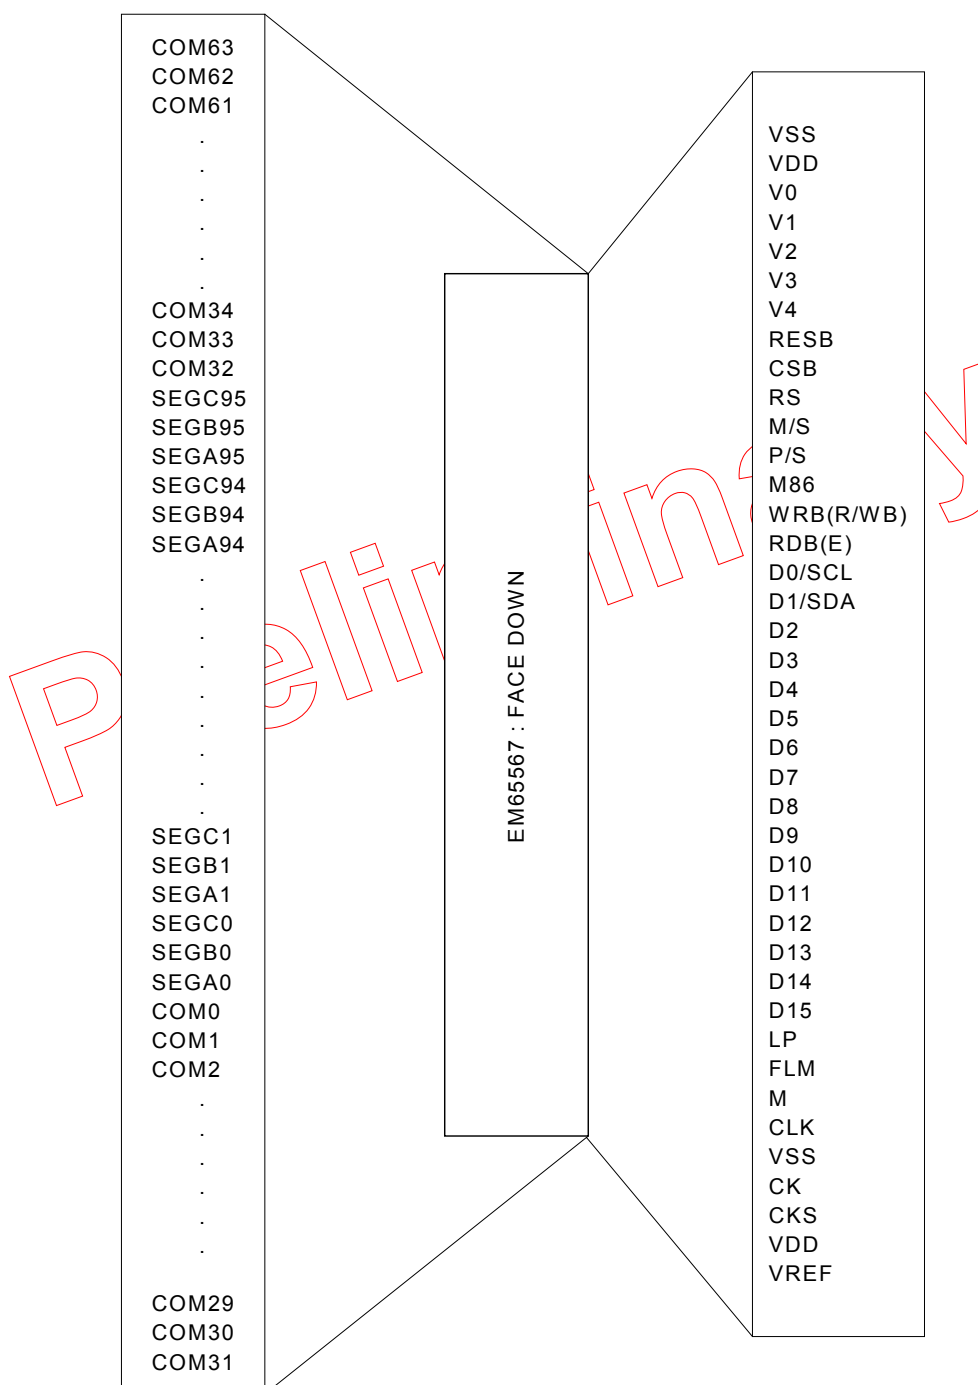 COM63
COM62
COM61
.
.
.
.
.
.
COM34
COM33
COM32
SEGC95
SEGB95
SEGA95
SEGC94
SEGB94
SEGA94
.
.
.
.
.
.
.
.
.
SEGC1
SEGB1
SEGA1
SEGC0
SEGB0
SEGA0
COM0
COM1
COM2
.
.
.
.
.
.
COM29
COM30
COM31
EM65567 : FACE DOWN
VSS
VDD
V0
V1
V2
V3
V4
RESB
CSB
RS
M/S
P/S
M86
WRB(R/WB)
RDB(E)
D0/SCL
D1/SDA
D2
D3
D4
D5
D6
D7
D8
D9
D10
D11
D12
D13
D14
D15
LP
FLM
M
CLK
VSS
CK
CKS
VDD
VREF
Preliminary